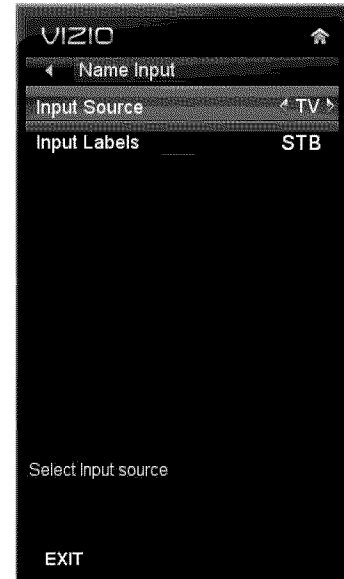 VIZIO
Name Input
Input Source TV
Input Labels STB
Select Input source
EXIT